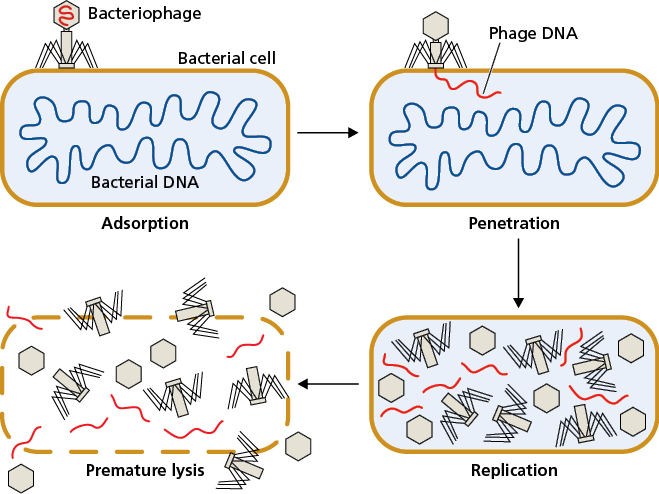 Bacteriophage
Bacterial cell
Phage DNA
Bacterial DNA
Adsorption
Penetration
Premature lysis
Replication